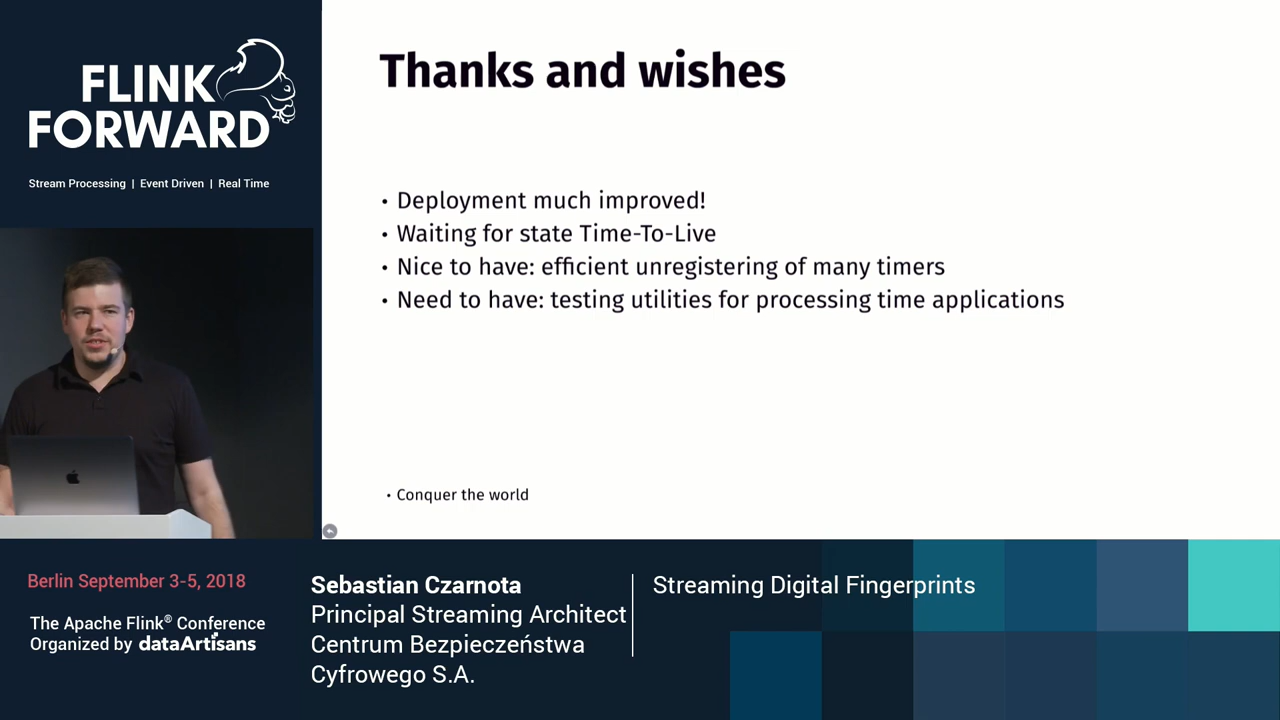 FLINK
FORWARD
Stream Processing | Event Driven | Real Time
Thanks and wishes
• Deployment much improved!
• Waiting for state Time-To-Live
• Nice to have: efficient unregistering of many timers
• Need to have: testing utilities for processing time applications
• Conquer the world
Berlin September 3-5, 2018
The Apache Flink® Conference
Organized by dataArtisans
Sebastian Czarnota
Principal Streaming Architect
Centrum Bezpieczeństwa
Cyfrowego S.A.
Streaming Digital Fingerprints